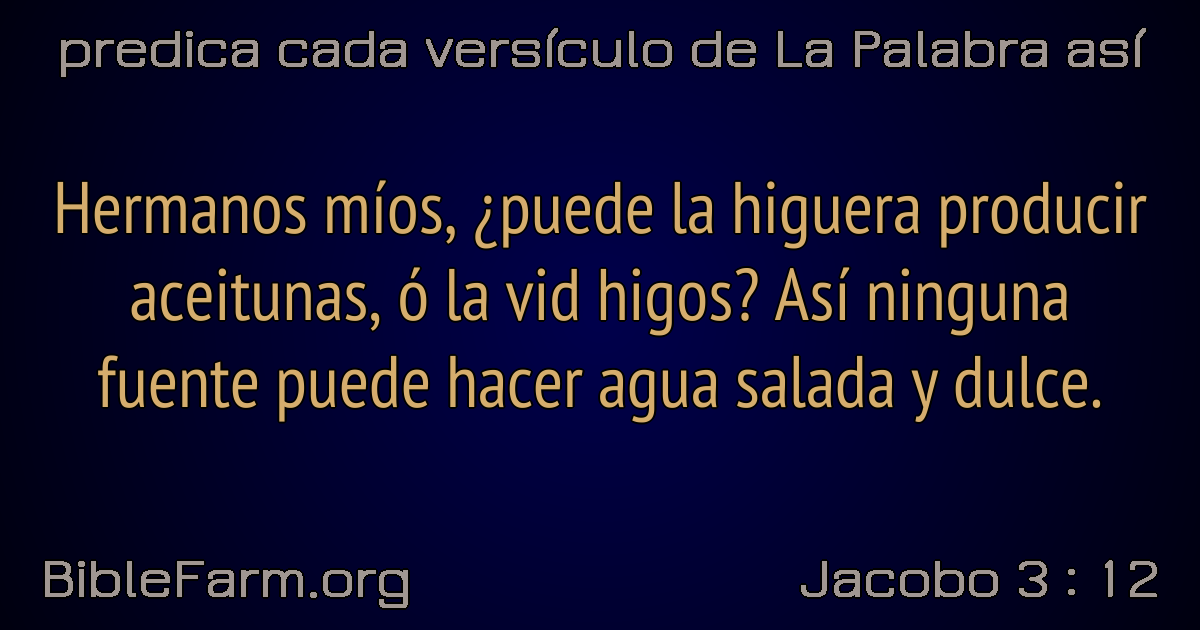 predica cada versículo de La Palabra así
Hermanos míos, ¿puede la higuera producir
aceitunas, ó la vid higos? Así ninguna
fuente puede hacer agua salada y dulce.
BibleFarm.org
Jacobo 3 : 12